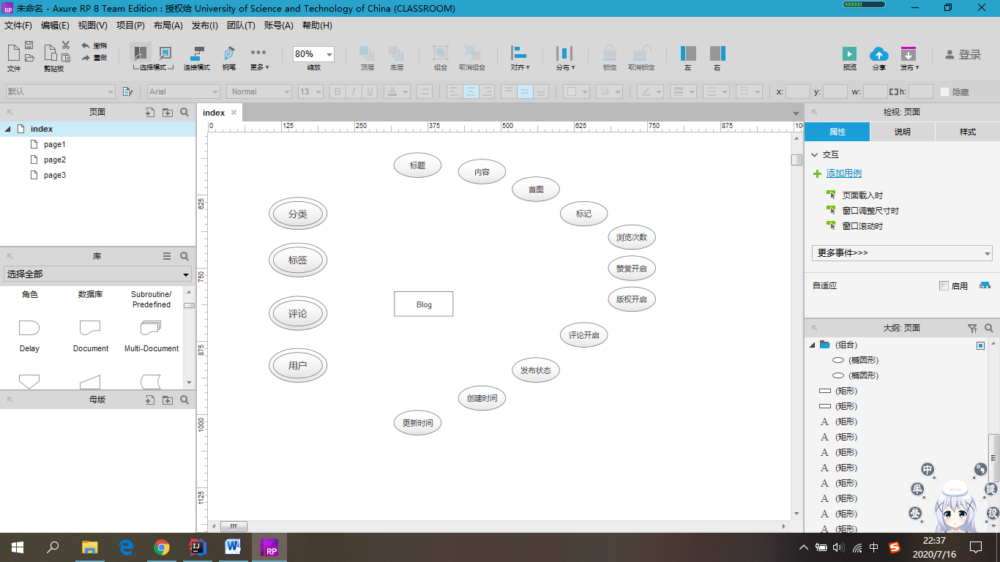 未命名 - Axure RP 8 Team Edition : 授权给 University of Science and Technology of China (CLASSROOM)
文件(F) 编辑(E) 视图(V) 项目(P) 布局(A) 发布(I) 团队(T) 账号(A) 帮助(H)
撤销
重做
80%
登录
文件 剪贴板 选择模式 连接模式 钢笔 更多 缩放 顶层 底层 组合 取消组合 对齐 分布 锁定 取消锁定 左 右 预览 分享 发布
默认 Arial Normal 13 B I U A x: y: w: h: 隐藏
页面
index
page1
page2
page3
库
选择全部
角色 数据库 Subroutine/
Predefined
Delay Document Multi-Document
母版
index
0 125 250 375 500 625 750 875 100
625
750
875
1000
1125
标题
内容
首图
标记
分类
浏览次数
标签
赞赏开启
版权开启
Blog
评论
评论开启
用户
发布状态
创建时间
更新时间
检视: 页面
属性 说明 样式
交互
添加用例
页面载入时
窗口调整尺寸时
窗口滚动时
更多事件>>>
自适应 启用
大纲: 页面
(组合)
(椭圆形)
(椭圆形)
(矩形)
(矩形)
A (矩形)
A (矩形)
A (矩形)
A (矩形)
A (矩形)
A (矩形)
A (矩形)
A (矩形)
中
半 键
登 设
RP
中
22:37
2020/7/16